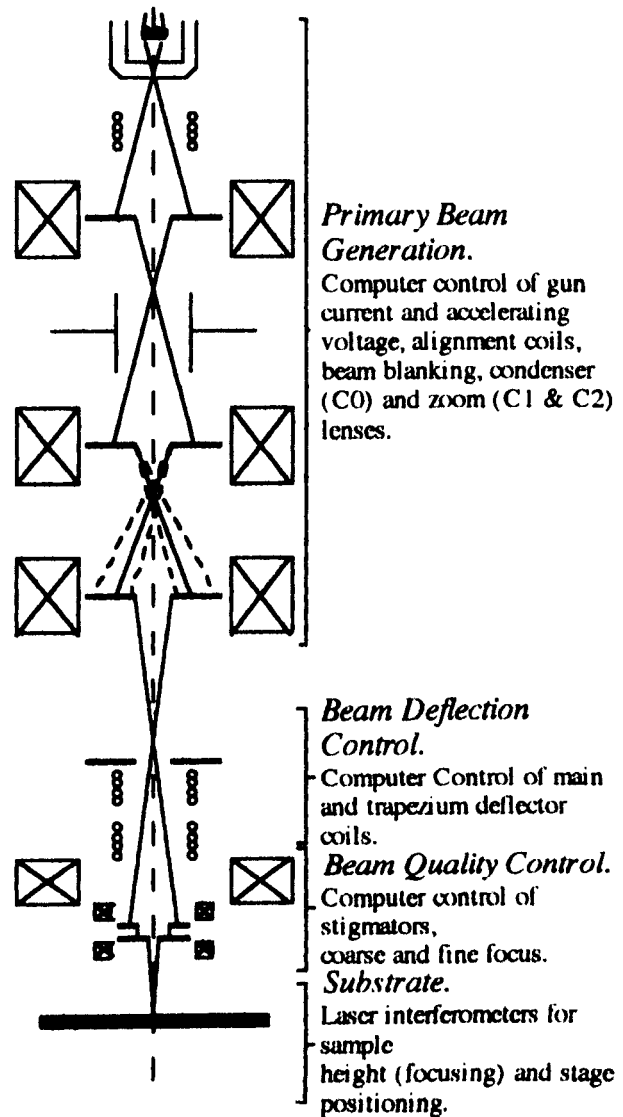 Primary Beam
Generation.
Computer control of gun
current and accelerating
voltage, alignment coils,
beam blanking, condenser
(C0) and zoom (C1 & C2)
lenses.
Beam Deflection
Control.
Computer Control of main
and trapezium deflector
coils.
Beam Quality Control.
Computer control of
stigmators,
coarse and fine focus.
Substrate.
Laser interferometers for
sample
height (focusing) and stage
positioning.